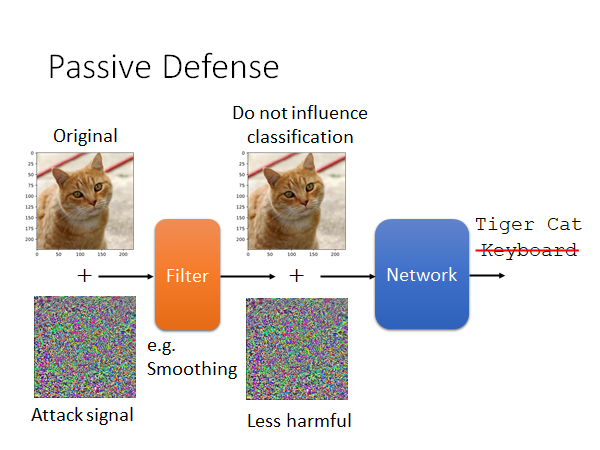 Passive Defense
Do not influence
classification
Original
0
25
50
75
100
125
150
175
200
0 50 100 150 200
0
25
50
75
100
125
150
175
200
0 50 100 150 200
Tiger Cat
Keyboard
+
Filter
+
Network
e.g.
Smoothing
Attack signal
Less harmful